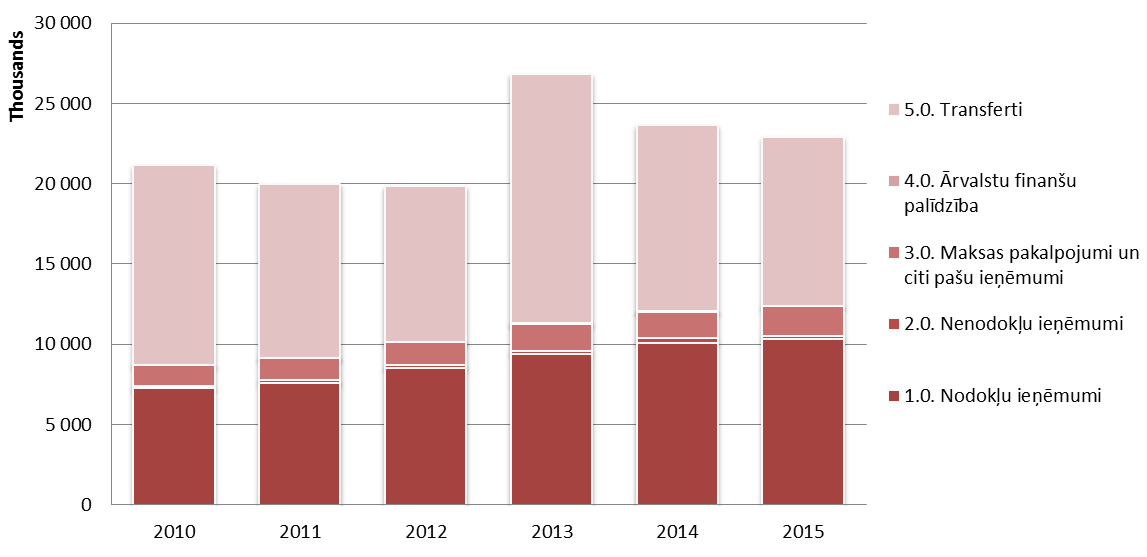 Thousands
30 000
25 000
20 000
15 000
10 000
5 000
0
2010
2011
2012
2013
2014
2015
5.0. Transferti
4.0. Ārvalstu finanšu
palīdzība
3.0. Maksas pakalpojumi un
citi pašu ieņēmumi
2.0. Nenodokļu ieņēmumi
1.0. Nodokļu ieņēmumi